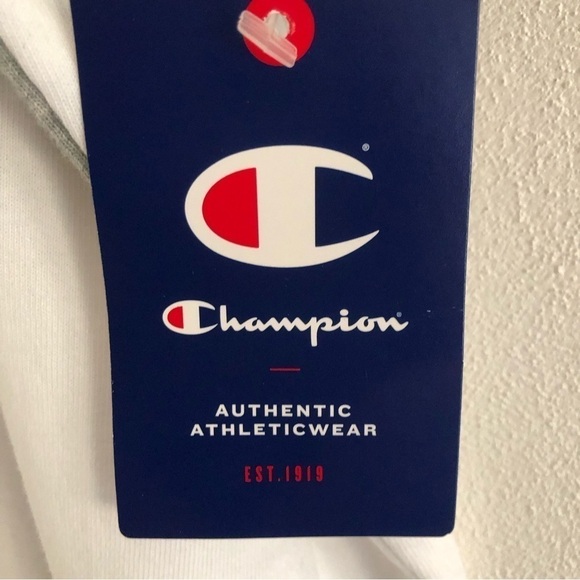 C®
Champion®
AUTHENTIC
ATHLETICWEAR
EST.1919